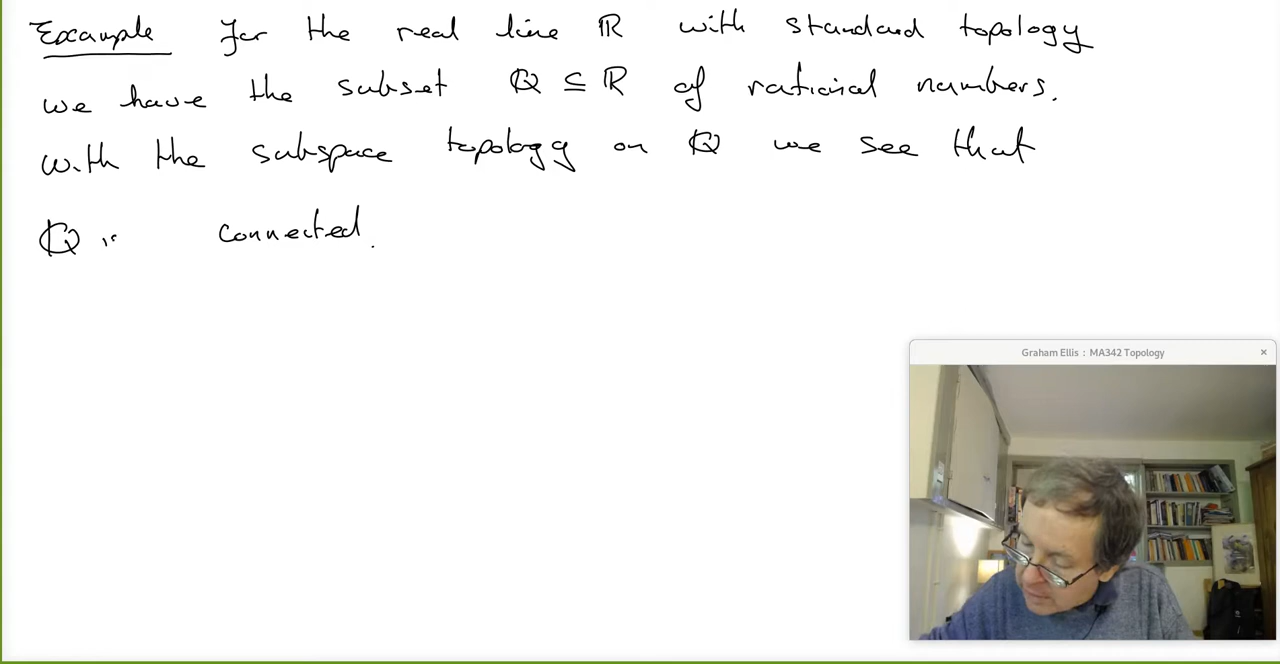 Example For the real line ℝ with standard topology
we have the subset ℚ ⊆ ℝ of rational numbers.
With the subspace topology on ℚ we see that
ℚ is connected.
Graham Ellis : MA342 Topology ×